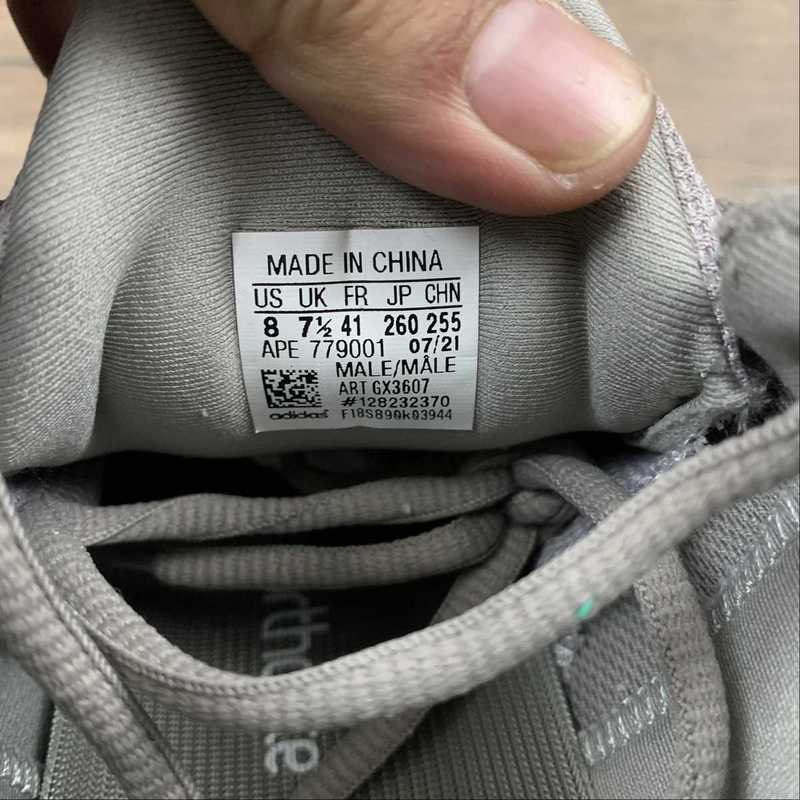 MADE IN CHINA
US UK FR JP CHN
8 7½ 41 260 255
APE 779001 07/21
MALE/MÂLE
ART GX3607
#128232370
adidas F18S890k03944